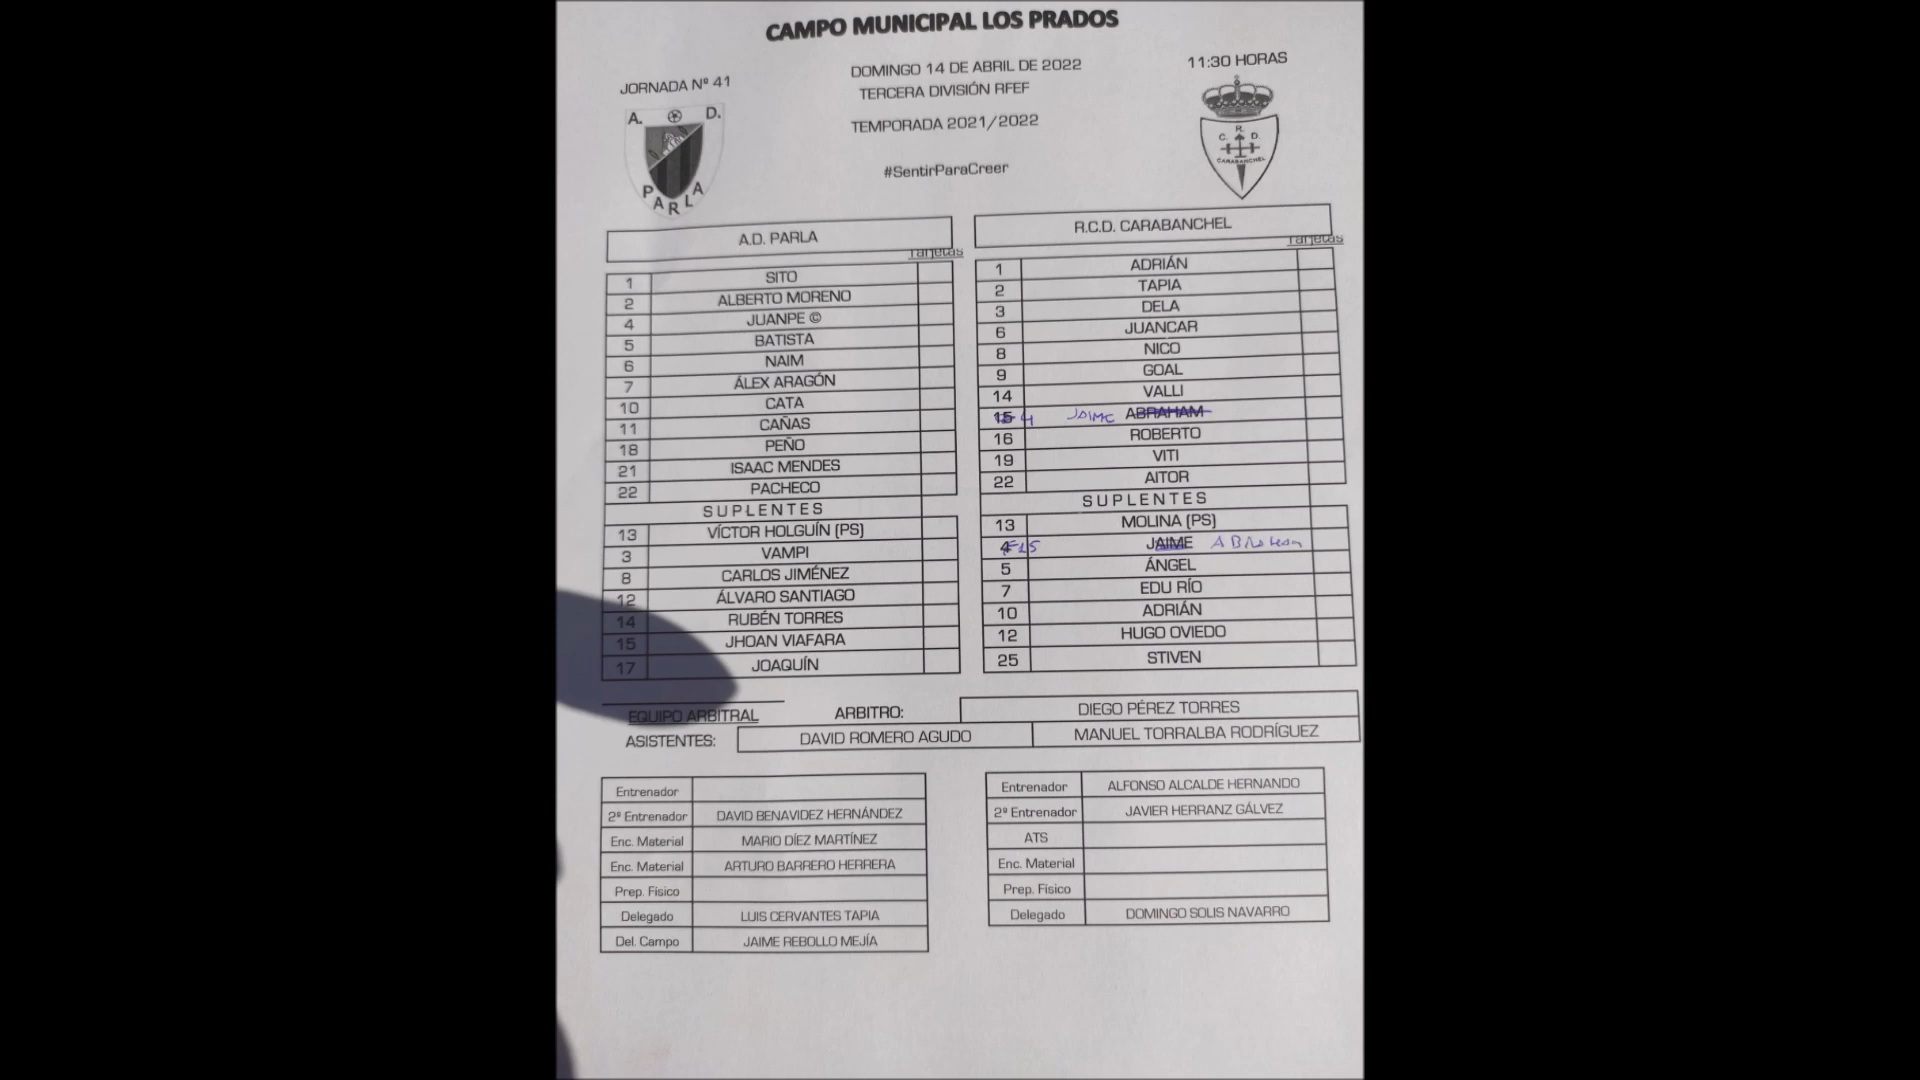 CAMPO MUNICIPAL LOS PRADOS
JORNADA Nº 41
DOMINGO 14 DE ABRIL DE 2022
11:30 HORAS
TERCERA DIVISIÓN RFEF
TEMPORADA 2021/2022
#SentirParaCreer
A. D.
PARLA
R.
C. D.
CARABANCHEL
A.D. PARLA
Tarjetas
1 SITO
2 ALBERTO MORENO
4 JUANPE ©
5 BATISTA
6 NAIM
7 ÁLEX ARAGÓN
10 CATA
11 CAÑAS
18 PEÑO
21 ISAAC MENDES
22 PACHECO
SUPLENTES
13 VÍCTOR HOLGUÍN (PS)
3 VAMPI
8 CARLOS JIMÉNEZ
12 ÁLVARO SANTIAGO
14 RUBÉN TORRES
15 JHOAN VIAFARA
17 JOAQUÍN
R.C.D. CARABANCHEL
Tarjetas
1 ADRIÁN
2 TAPIA
3 DELA
6 JUANCAR
8 NICO
9 GOAL
14 VALLI
15 4 JAIME ABRAHAM
16 ROBERTO
19 VITI
22 AITOR
SUPLENTES
13 MOLINA (PS)
4 15 JAIME ABRAHAM
5 ÁNGEL
7 EDU RÍO
10 ADRIÁN
12 HUGO OVIEDO
25 STIVEN
EQUIPO ARBITRAL ARBITRO: DIEGO PÉREZ TORRES
ASISTENTES: DAVID ROMERO AGUDO MANUEL TORRALBA RODRÍGUEZ
Entrenador
2º Entrenador DAVID BENAVIDEZ HERNÁNDEZ
Enc. Material MARIO DÍEZ MARTÍNEZ
Enc. Material ARTURO BARRERO HERRERA
Prep. Físico
Delegado LUIS CERVANTES TAPIA
Del. Campo JAIME REBOLLO MEJÍA
Entrenador ALFONSO ALCALDE HERNANDO
2º Entrenador JAVIER HERRANZ GÁLVEZ
ATS
Enc. Material
Prep. Físico
Delegado DOMINGO SOLIS NAVARRO